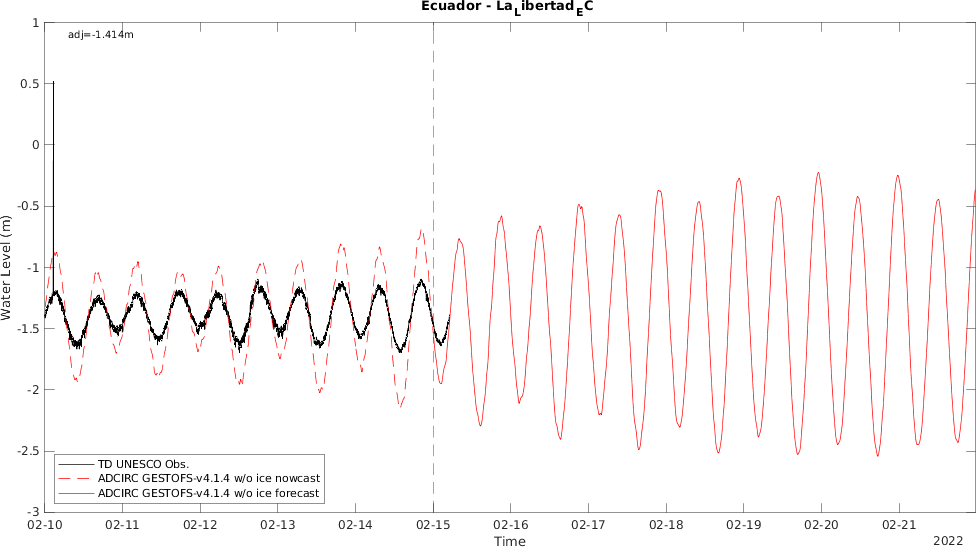 Ecuador - LaLibertadEC
adj=-1.414m
1
0.5
0
-0.5
-1
-1.5
-2
-2.5
-3
Water Level (m)
TD UNESCO Obs.
ADCIRC GESTOFS-v4.1.4 w/o ice nowcast
ADCIRC GESTOFS-v4.1.4 w/o ice forecast
02-10 02-11 02-12 02-13 02-14 02-15 02-16 02-17 02-18 02-19 02-20 02-21
Time
2022